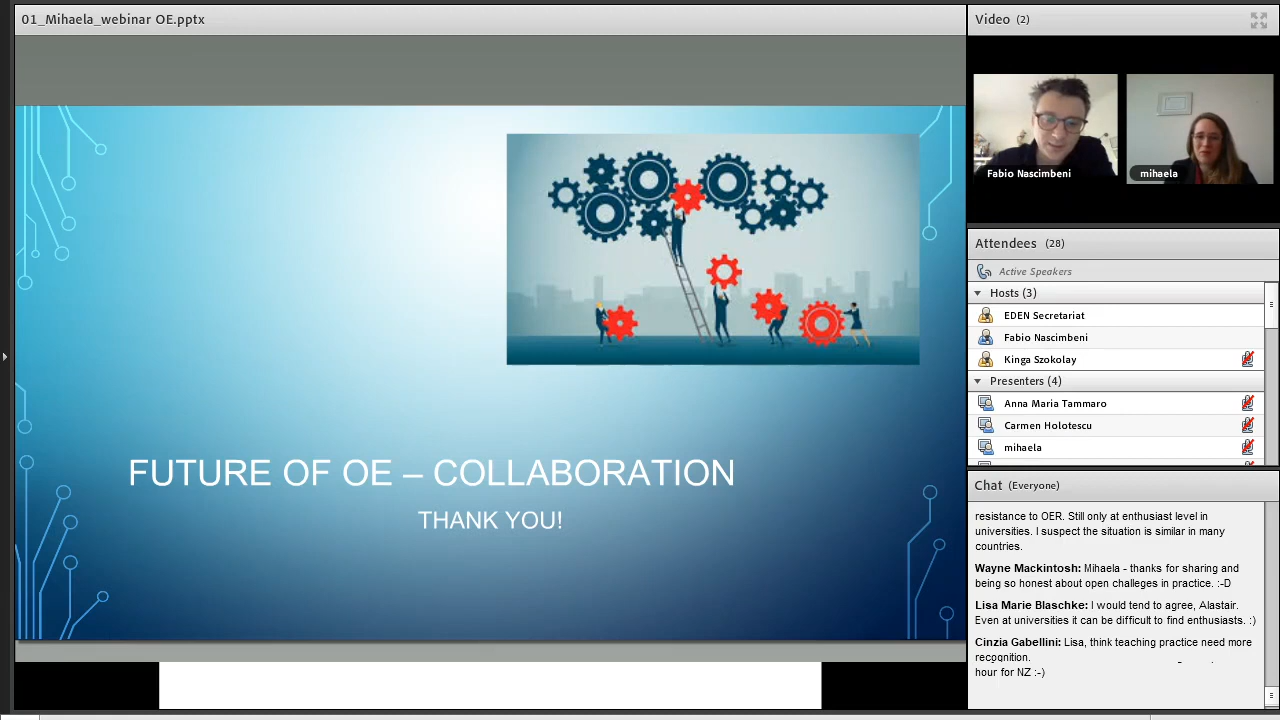 01_Mihaela_webinar OE.pptx
FUTURE OF OE – COLLABORATION
THANK YOU!
Video (2)
Fabio Nascimbeni
mihaela
Attendees (28)
Active Speakers
Hosts (3)
EDEN Secretariat
Fabio Nascimbeni
Kinga Szokolay
Presenters (4)
Anna Maria Tammaro
Carmen Holotescu
mihaela
Chat (Everyone)
resistance to OER. Still only at enthusiast level in
universities. I suspect the situation is similar in many
countries.
Wayne Mackintosh: Mihaela - thanks for sharing and
being so honest about open challeges in practice. :-D
Lisa Marie Blaschke: I would tend to agree, Alastair.
Even at universities it can be difficult to find enthusiasts. :)
Cinzia Gabellini: Lisa, think teaching practice need more
recognition.
hour for NZ :-)